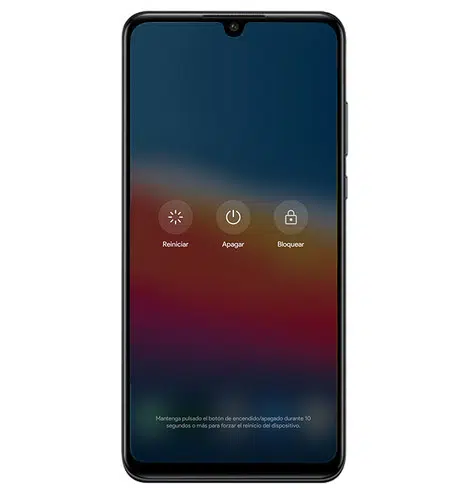 Reiniciar Apagar Bloquear
Mantenga pulsado el botón de encendido/apagado durante 10
segundos o más para forzar el reinicio del dispositivo.